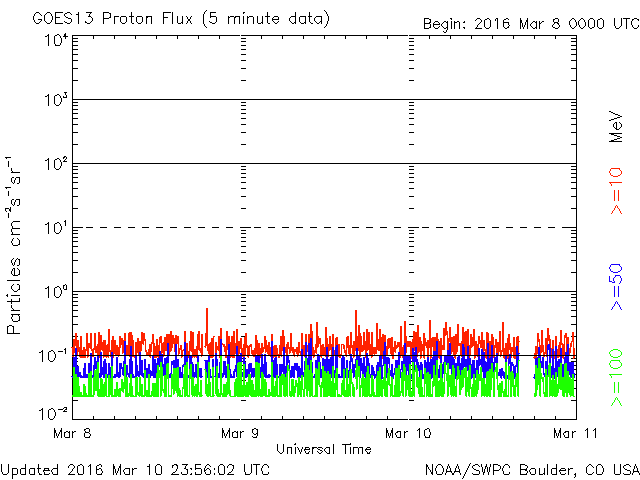 GOES13 Proton Flux (5 minute data)
Begin: 2016 Mar 8 0000 UTC
10⁴
10³
10²
10¹
10⁰
10⁻¹
10⁻²
Particles cm⁻²s⁻¹sr⁻¹
MeV
>=10
>=50
>=100
Mar 8
Mar 9
Mar 10
Mar 11
Universal Time
Updated 2016 Mar 10 23:56:02 UTC
NOAA/SWPC Boulder, CO USA